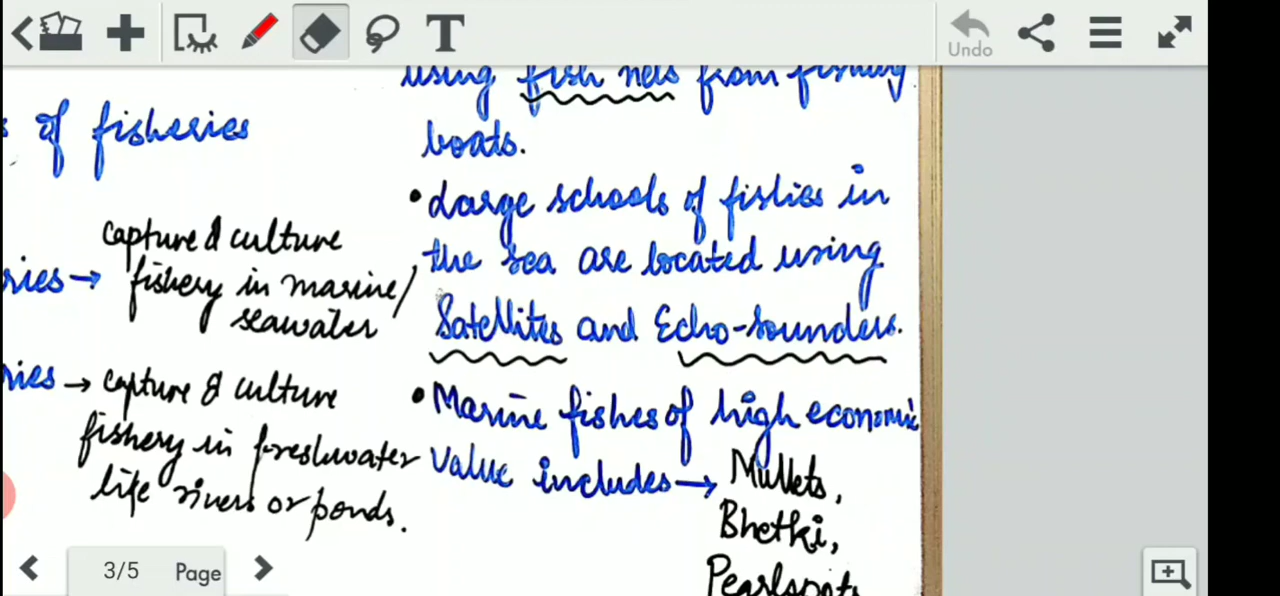 Undo
of fisheries
capture & culture
ries → fishery in marine/
seawater
ries → capture & culture
fishery in freshwater
like rivers or ponds.
using fish nets from fishing
boats.
• Large schools of fishes in
the sea are located using
Satellites and Echo-sounders.
• Marine fishes of high economic
value includes → Mullets,
Bhetki,
Pearlspots
3/5 Page